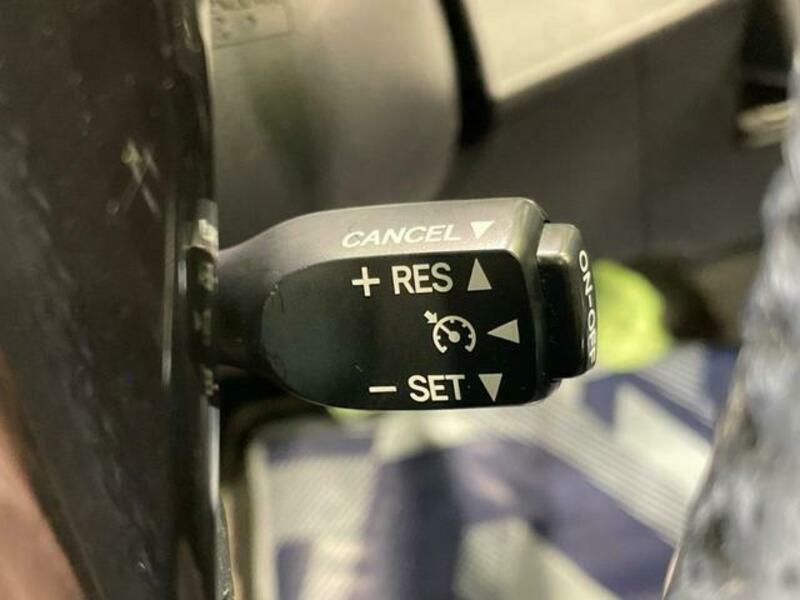 CANCEL ▼
+ RES ▲
◀
− SET ▼
ON-OFF